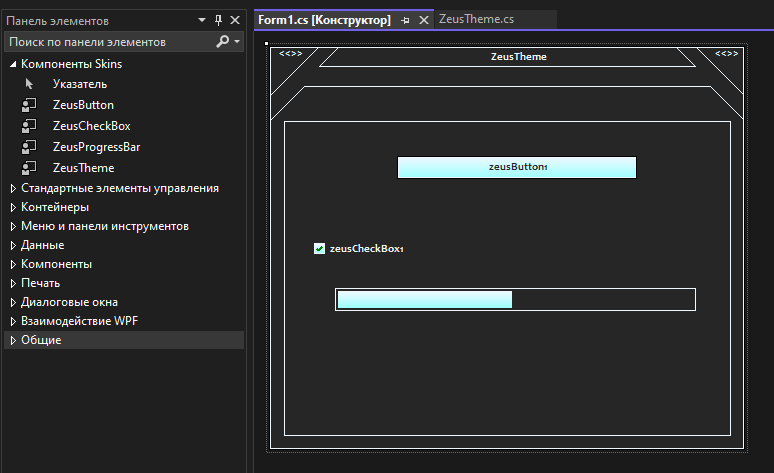 Панель элементов
Поиск по панели элементов
Компоненты Skins
Указатель
ZeusButton
ZeusCheckBox
ZeusProgressBar
ZeusTheme
Стандартные элементы управления
Контейнеры
Меню и панели инструментов
Данные
Компоненты
Печать
Диалоговые окна
Взаимодействие WPF
Общие
Form1.cs [Конструктор]
ZeusTheme.cs
<<>>
ZeusTheme
<<>>
zeusButton1
zeusCheckBox1